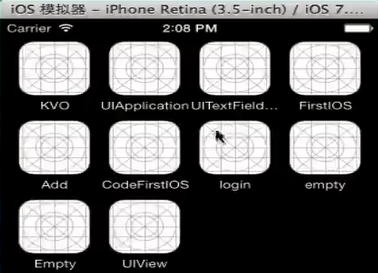 iOS 模拟器 - iPhone Retina (3.5-inch) / iOS 7....
Carrier 2:08 PM
KVO UIApplication UITextField... FirstIOS
Add CodeFirstIOS login empty
Empty UIView